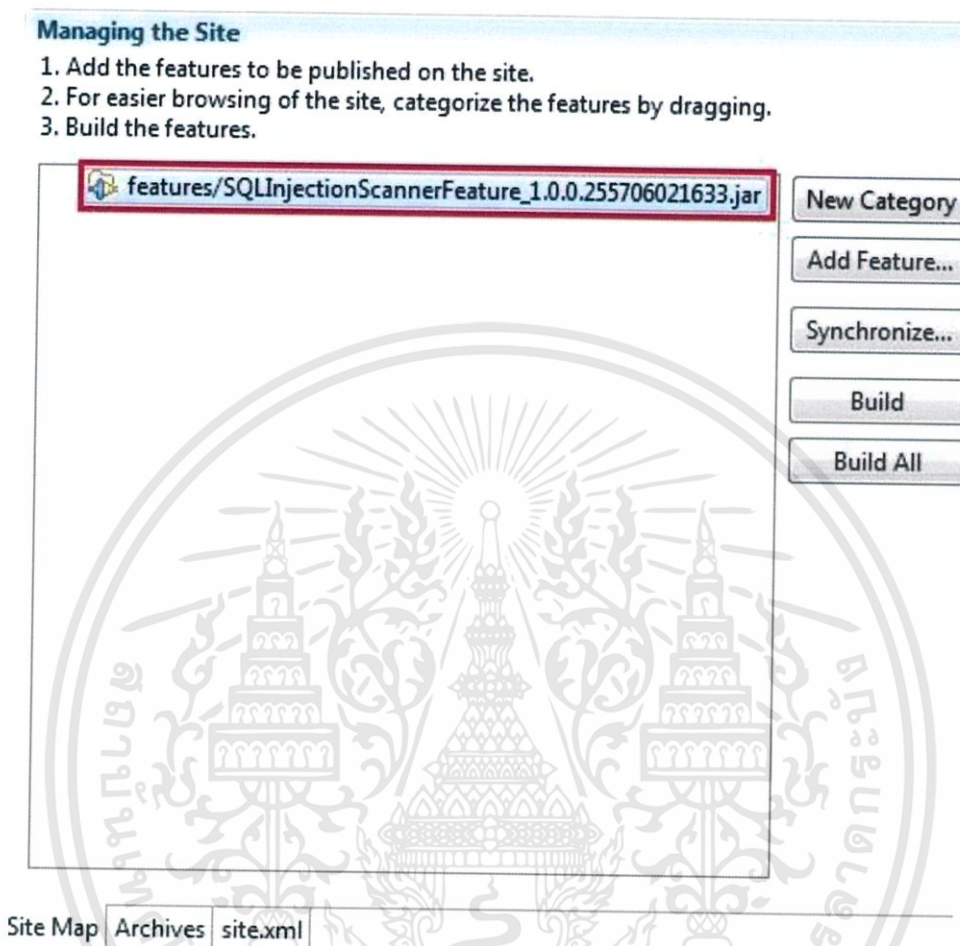 Managing the Site
1. Add the features to be published on the site.
2. For easier browsing of the site, categorize the features by dragging.
3. Build the features.
features/SQLInjectionScannerFeature_1.0.0.255706021633.jar
New Category
Add Feature...
Synchronize...
Build
Build All
Site Map
Archives
site.xml